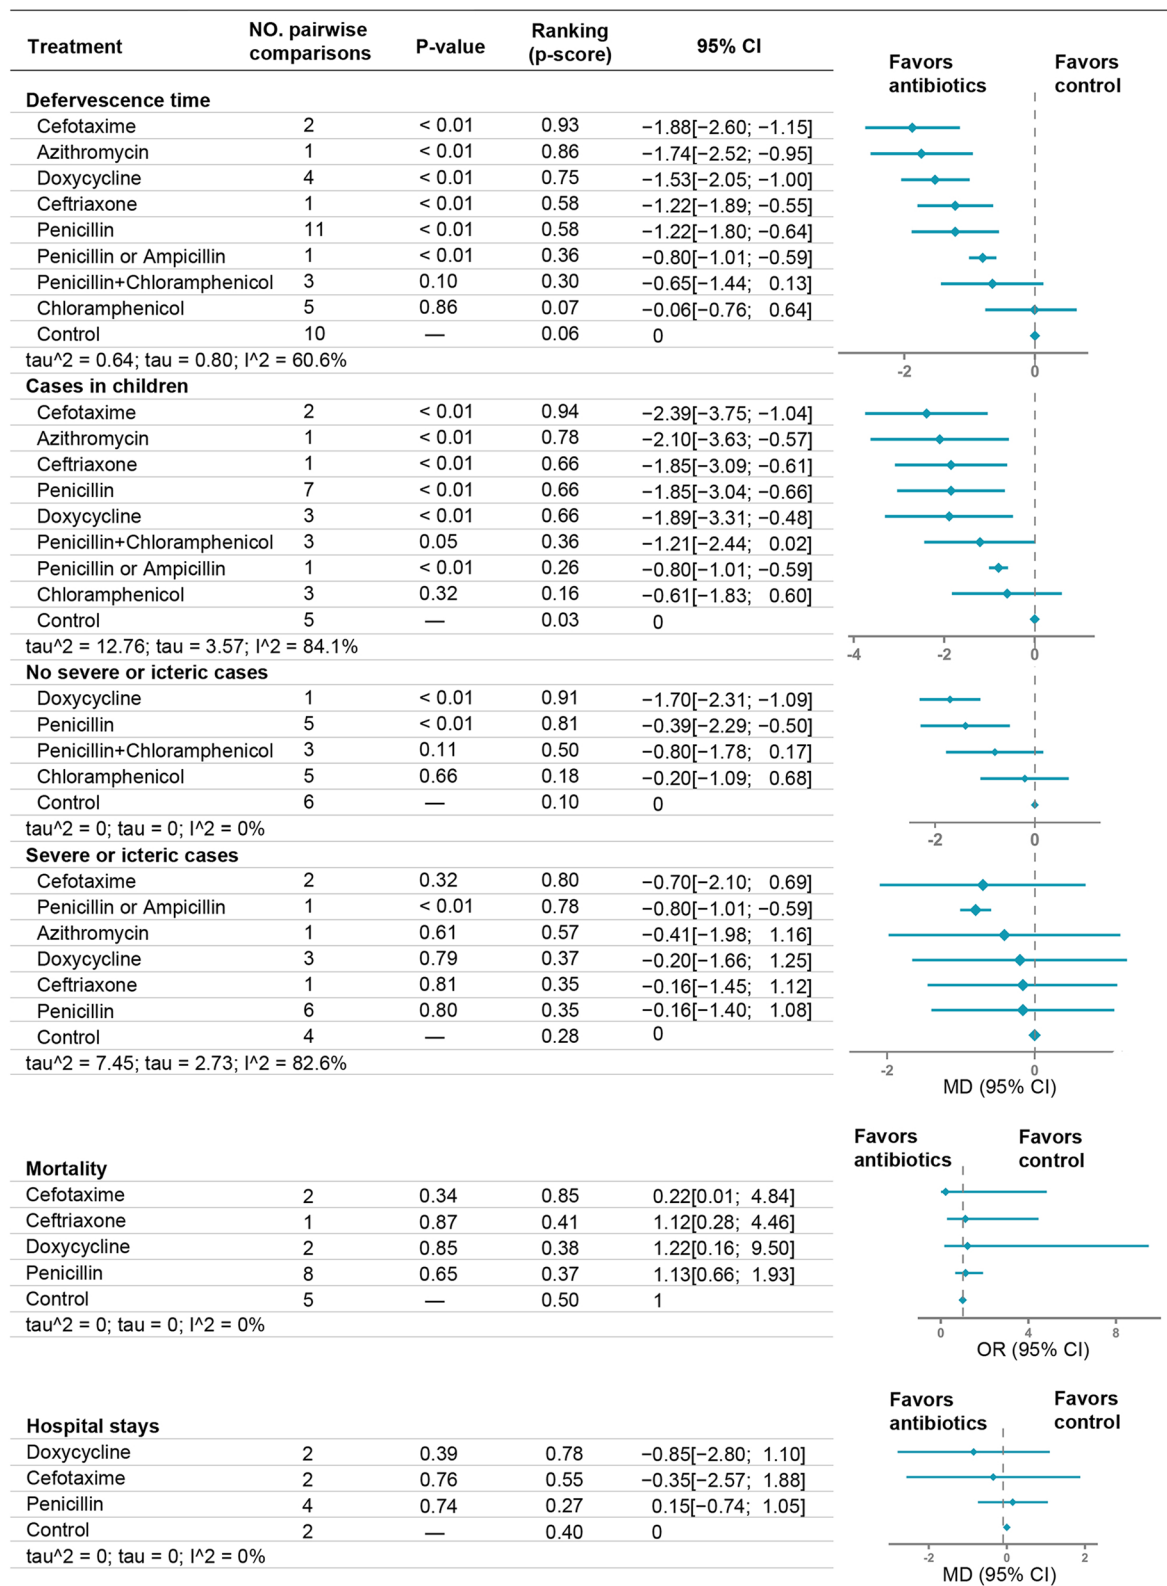 Treatment NO. pairwise comparisons P-value Ranking (p-score) 95% CI
Favors antibiotics Favors control
Defervescence time
Cefotaxime 2 < 0.01 0.93 −1.88[−2.60; −1.15]
Azithromycin 1 < 0.01 0.86 −1.74[−2.52; −0.95]
Doxycycline 4 < 0.01 0.75 −1.53[−2.05; −1.00]
Ceftriaxone 1 < 0.01 0.58 −1.22[−1.89; −0.55]
Penicillin 11 < 0.01 0.58 −1.22[−1.80; −0.64]
Penicillin or Ampicillin 1 < 0.01 0.36 −0.80[−1.01; −0.59]
Penicillin+Chloramphenicol 3 0.10 0.30 −0.65[−1.44; 0.13]
Chloramphenicol 5 0.86 0.07 −0.06[−0.76; 0.64]
Control 10 — 0.06 0
tau^2 = 0.64; tau = 0.80; I^2 = 60.6%
-2 0
Cases in children
Cefotaxime 2 < 0.01 0.94 −2.39[−3.75; −1.04]
Azithromycin 1 < 0.01 0.78 −2.10[−3.63; −0.57]
Ceftriaxone 1 < 0.01 0.66 −1.85[−3.09; −0.61]
Penicillin 7 < 0.01 0.66 −1.85[−3.04; −0.66]
Doxycycline 3 < 0.01 0.66 −1.89[−3.31; −0.48]
Penicillin+Chloramphenicol 3 0.05 0.36 −1.21[−2.44; 0.02]
Penicillin or Ampicillin 1 < 0.01 0.26 −0.80[−1.01; −0.59]
Chloramphenicol 3 0.32 0.16 −0.61[−1.83; 0.60]
Control 5 — 0.03 0
tau^2 = 12.76; tau = 3.57; I^2 = 84.1%
-4 -2 0
No severe or icteric cases
Doxycycline 1 < 0.01 0.91 −1.70[−2.31; −1.09]
Penicillin 5 < 0.01 0.81 −0.39[−2.29; −0.50]
Penicillin+Chloramphenicol 3 0.11 0.50 −0.80[−1.78; 0.17]
Chloramphenicol 5 0.66 0.18 −0.20[−1.09; 0.68]
Control 6 — 0.10 0
tau^2 = 0; tau = 0; I^2 = 0%
-2 0
Severe or icteric cases
Cefotaxime 2 0.32 0.80 −0.70[−2.10; 0.69]
Penicillin or Ampicillin 1 < 0.01 0.78 −0.80[−1.01; −0.59]
Azithromycin 1 0.61 0.57 −0.41[−1.98; 1.16]
Doxycycline 3 0.79 0.37 −0.20[−1.66; 1.25]
Ceftriaxone 1 0.81 0.35 −0.16[−1.45; 1.12]
Penicillin 6 0.80 0.35 −0.16[−1.40; 1.08]
Control 4 — 0.28 0
tau^2 = 7.45; tau = 2.73; I^2 = 82.6%
-2 0
MD (95% CI)
Favors antibiotics Favors control
Mortality
Cefotaxime 2 0.34 0.85 0.22[0.01; 4.84]
Ceftriaxone 1 0.87 0.41 1.12[0.28; 4.46]
Doxycycline 2 0.85 0.38 1.22[0.16; 9.50]
Penicillin 8 0.65 0.37 1.13[0.66; 1.93]
Control 5 — 0.50 1
tau^2 = 0; tau = 0; I^2 = 0%
0 4 8
OR (95% CI)
Favors antibiotics Favors control
Hospital stays
Doxycycline 2 0.39 0.78 −0.85[−2.80; 1.10]
Cefotaxime 2 0.76 0.55 −0.35[−2.57; 1.88]
Penicillin 4 0.74 0.27 0.15[−0.74; 1.05]
Control 2 — 0.40 0
tau^2 = 0; tau = 0; I^2 = 0%
-2 0 2
MD (95% CI)